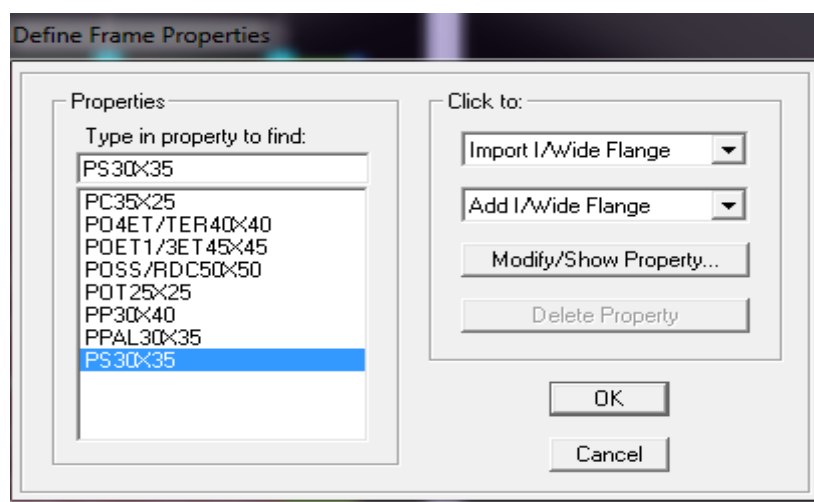 Define Frame Properties
Properties
Type in property to find:
PS30X35
PC35X25
PO4ET/TER40X40
POET1/3ET45X45
POSS/RDC50X50
POT25X25
PP30X40
PPAL30X35
PS30X35
Click to:
Import I/Wide Flange
Add I/Wide Flange
Modify/Show Property...
Delete Property
OK
Cancel